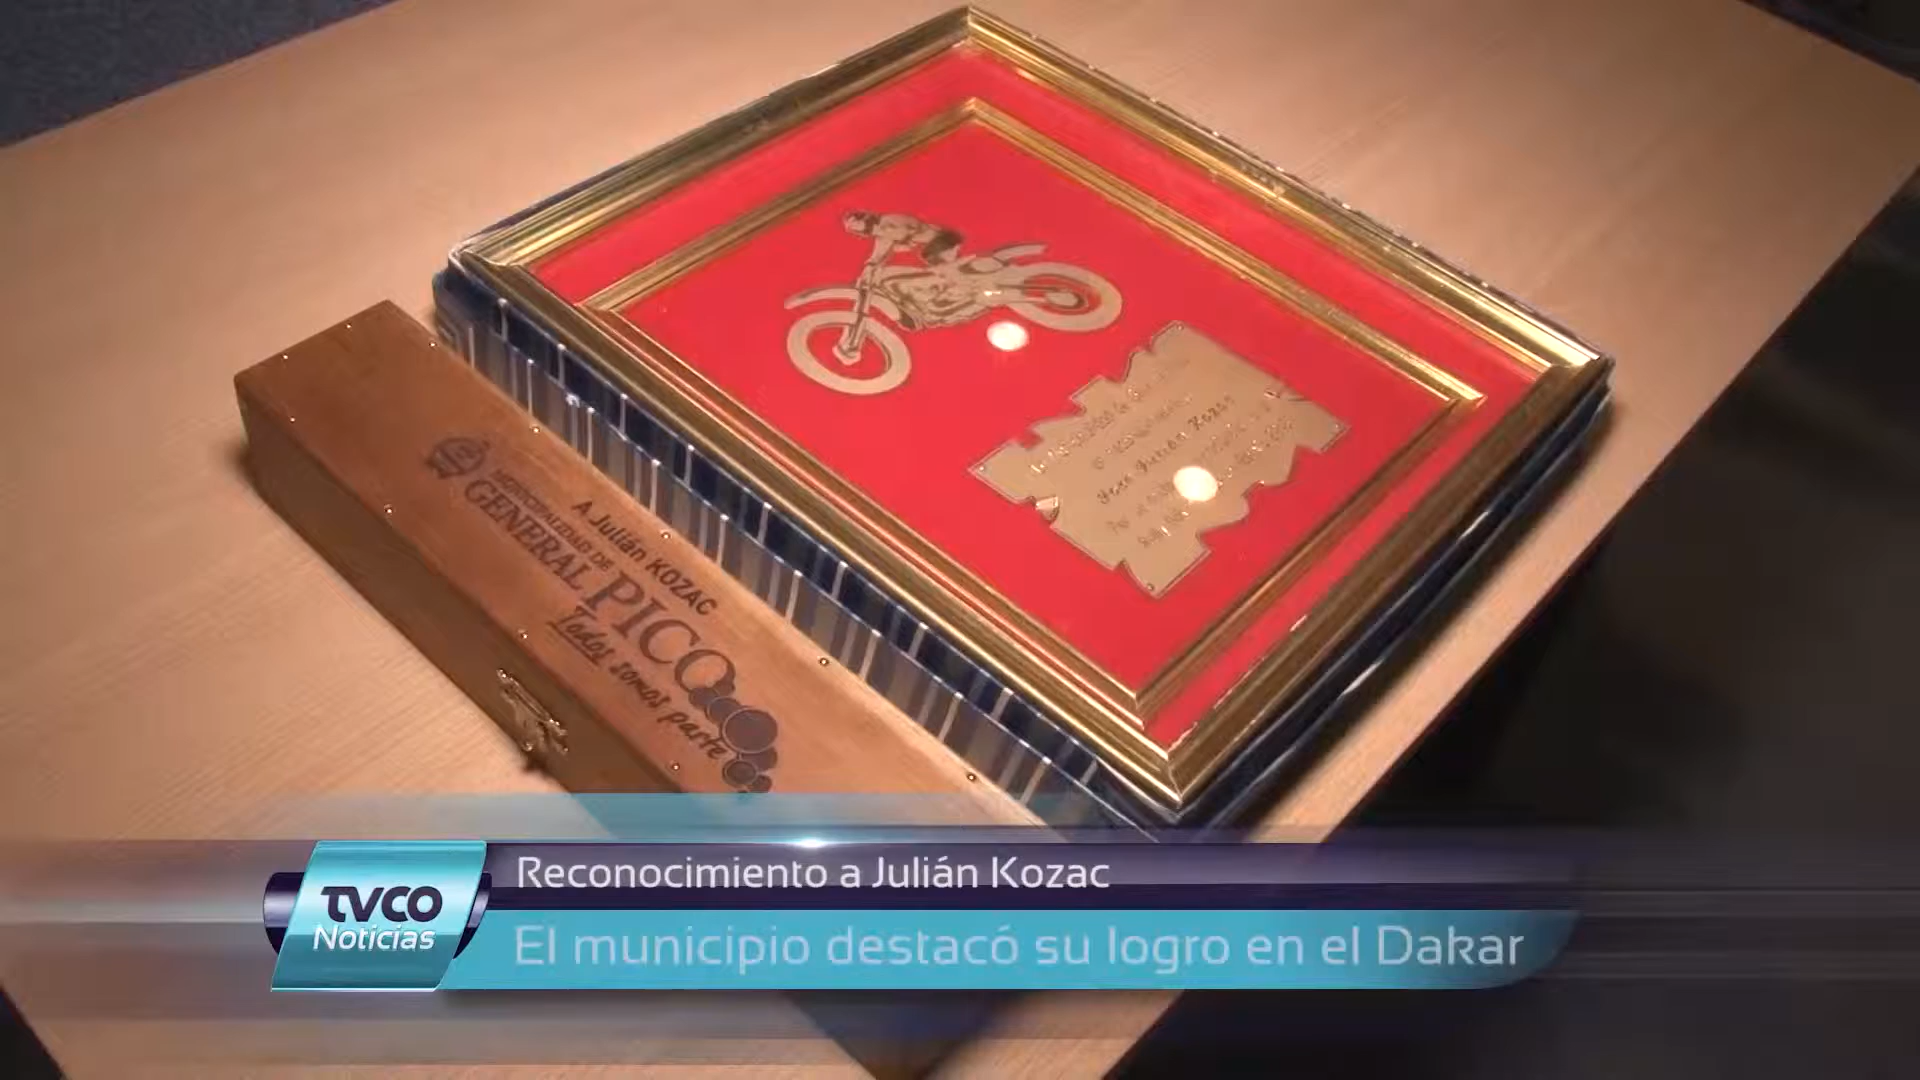 A Julián KOZAC
MUNICIPALIDAD DE
GENERAL PICO
Todos somos parte
Kozac
TVCO
Noticias
Reconocimiento a Julián Kozac
El municipio destacó su logro en el Dakar